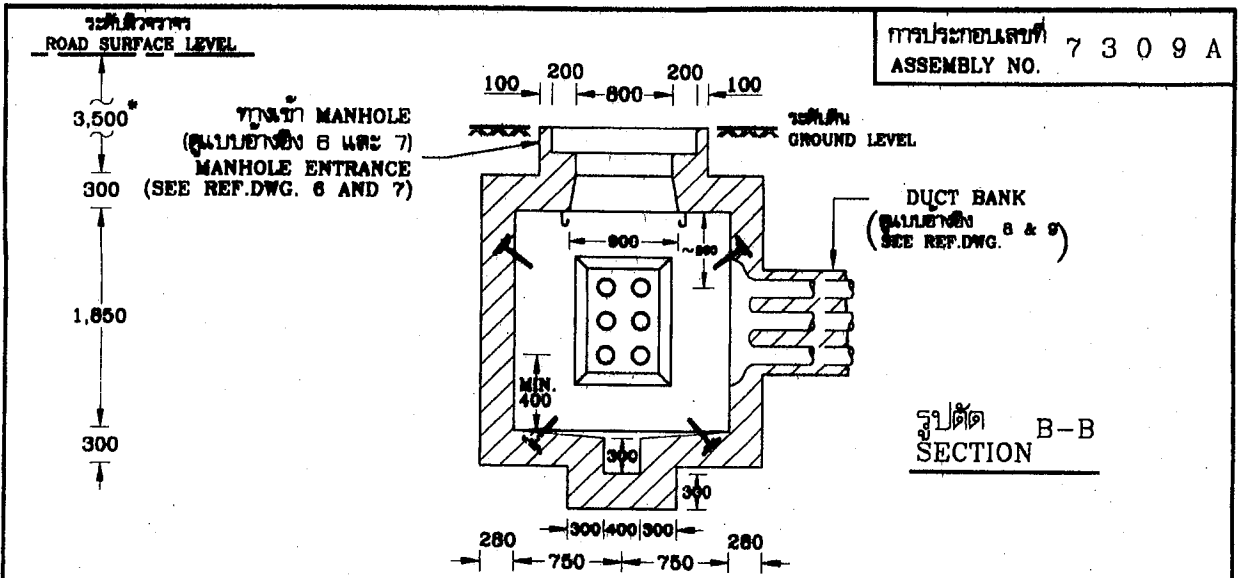 ระดับผิวจราจร
ROAD SURFACE LEVEL
การประกอบเลขที่ 7 3 0 9 A
ASSEMBLY NO.
100 200 800 200 100
3,500*
ทางเข้า MANHOLE
(ดูแบบอ้างอิง 6 และ 7)
MANHOLE ENTRANCE
(SEE REF.DWG. 6 AND 7)
ระดับดิน
GROUND LEVEL
300
DUCT BANK
(ดูแบบอ้างอิง 8 & 9)
SEE REF.DWG.
900
1,850
MIN.
400
300
300
300
รูปตัด B-B
SECTION
300 400 300
750 750